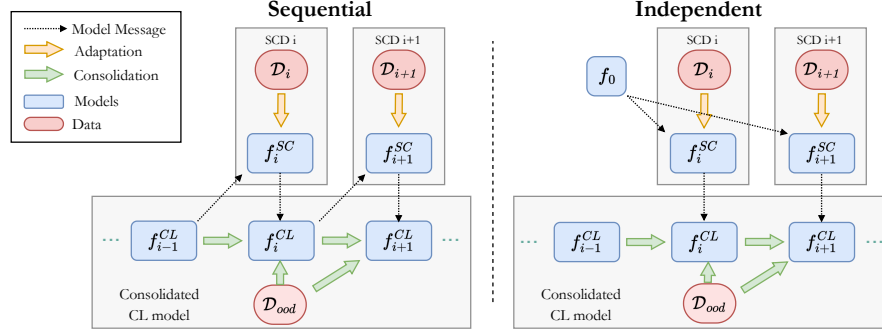 Sequential
Independent
Model Message
Adaptation
Consolidation
Models
Data
SCD i
SCD i+1
𝒟_i
𝒟_{i+1}
f_i^{SC}
f_{i+1}^{SC}
... f_{i-1}^{CL}
f_i^{CL}
f_{i+1}^{CL} ...
Consolidated
CL model
𝒟_{ood}
f_0
SCD i
SCD i+1
𝒟_i
𝒟_{i+1}
f_i^{SC}
f_{i+1}^{SC}
... f_{i-1}^{CL}
f_i^{CL}
f_{i+1}^{CL} ...
Consolidated
CL model
𝒟_{ood}